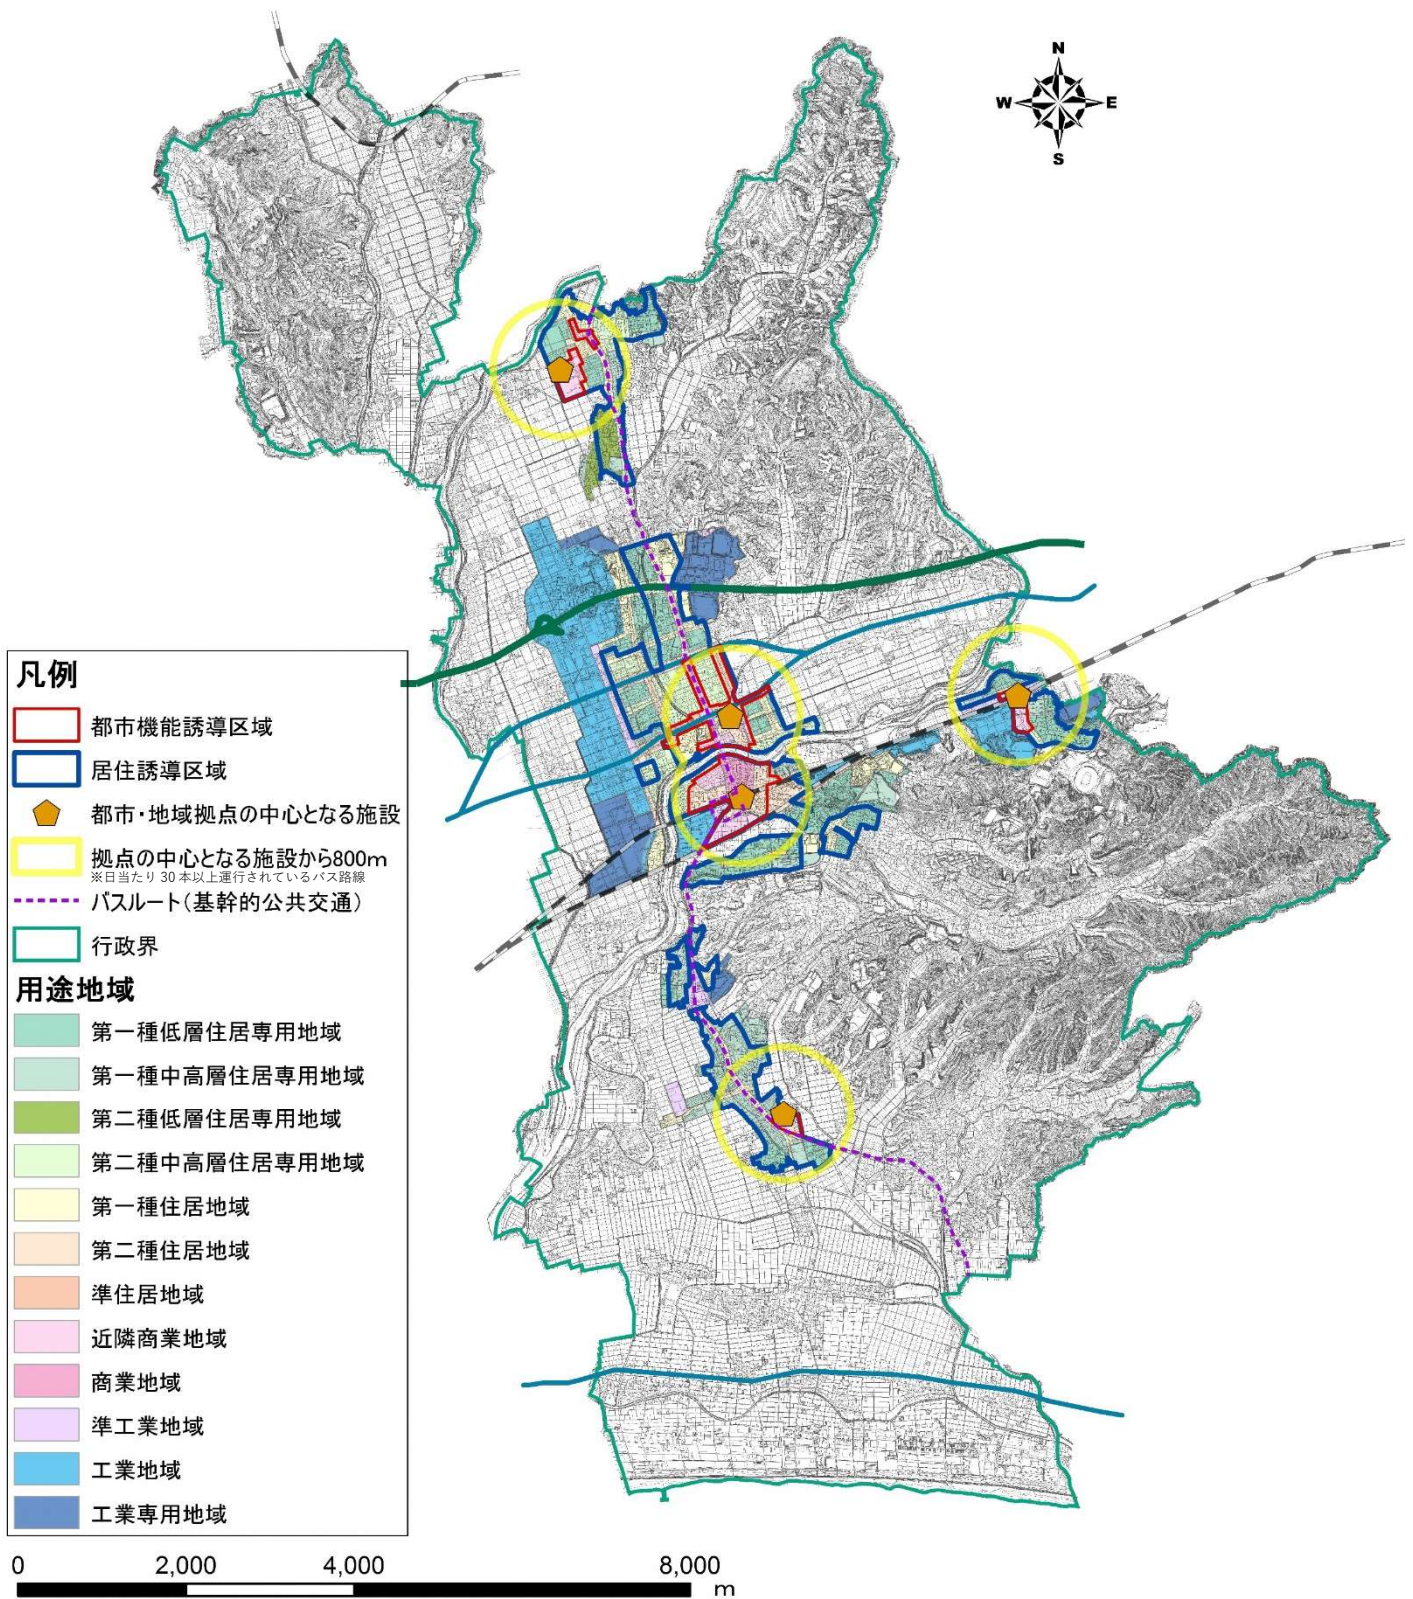 N
W
E
S
凡例
都市機能誘導区域
居住誘導区域
都市・地域拠点の中心となる施設
拠点の中心となる施設から800m
※日当たり 30 本以上運行されているバス路線
バスルート(基幹的公共交通)
行政界
用途地域
第一種低層住居専用地域
第一種中高層住居専用地域
第二種低層住居専用地域
第二種中高層住居専用地域
第一種住居地域
第二種住居地域
準住居地域
近隣商業地域
商業地域
準工業地域
工業地域
工業専用地域
0 2,000 4,000 8,000
m